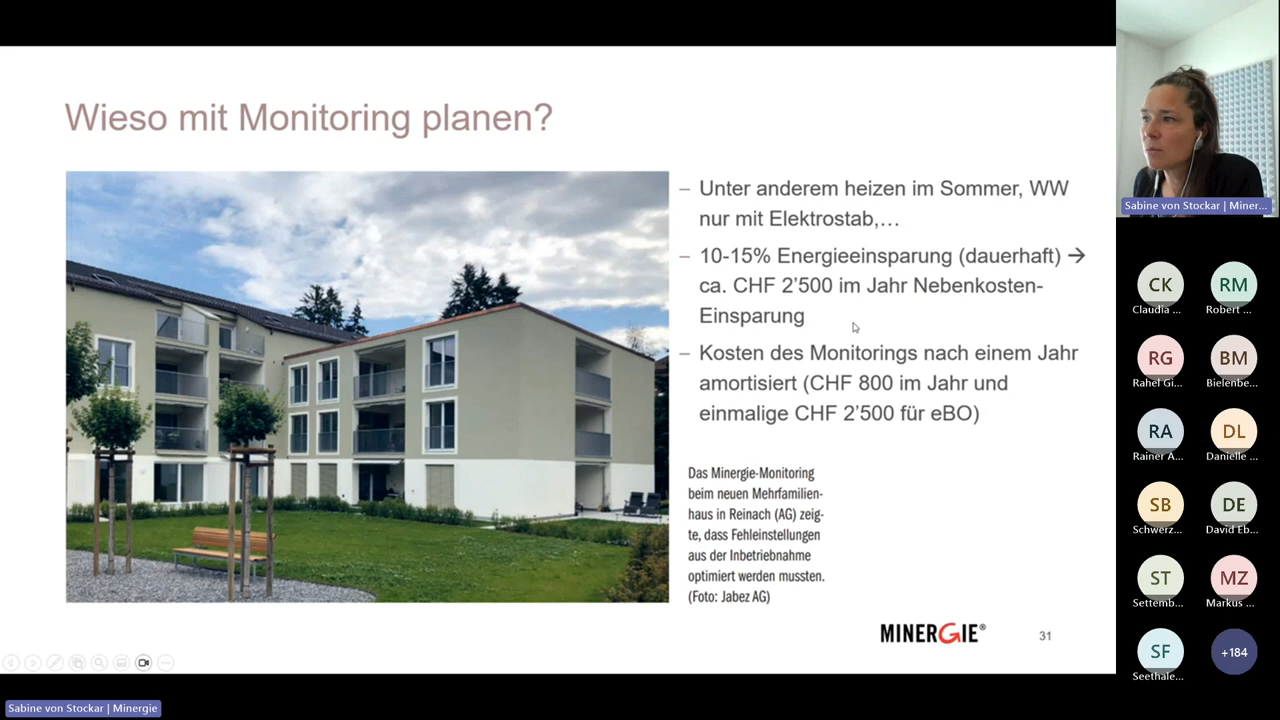 Wieso mit Monitoring planen?
– Unter anderem heizen im Sommer, WW
nur mit Elektrostab,…
– 10-15% Energieeinsparung (dauerhaft) →
ca. CHF 2’500 im Jahr Nebenkosten-
Einsparung
– Kosten des Monitorings nach einem Jahr
amortisiert (CHF 800 im Jahr und
einmalige CHF 2’500 für eBO)
Das Minergie-Monitoring
beim neuen Mehrfamilien-
haus in Reinach (AG) zeig-
te, dass Fehleinstellungen
aus der Inbetriebnahme
optimiert werden mussten.
(Foto: Jabez AG)
MINERGIE®
31
Sabine von Stockar | Minergie
Sabine von Stockar | Miner...
CK
Claudia ...
RM
Robert ...
RG
Rahel Gi...
BM
Bielenbe...
RA
Rainer A...
DL
Danielle ...
SB
Schwerz...
DE
David Eb...
ST
Settemb...
MZ
Markus ...
SF
Seethale...
+184